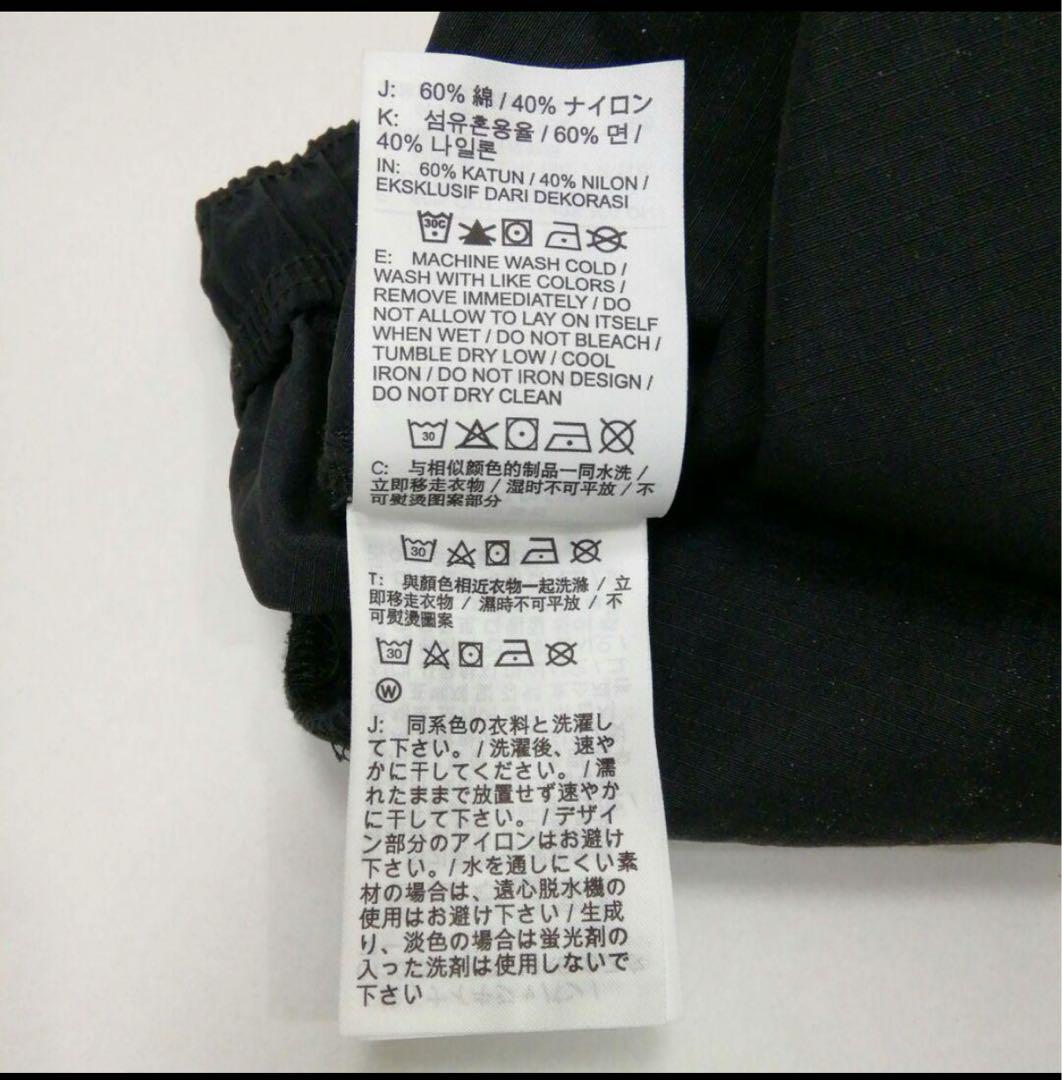 J: 60% 綿 / 40% ナイロン
K: 섬유혼용율 / 60% 면 /
40% 나일론
IN: 60% KATUN / 40% NILON /
EKSKLUSIF DARI DEKORASI
30C
E: MACHINE WASH COLD /
WASH WITH LIKE COLORS /
REMOVE IMMEDIATELY / DO
NOT ALLOW TO LAY ON ITSELF
WHEN WET / DO NOT BLEACH /
TUMBLE DRY LOW / COOL
IRON / DO NOT IRON DESIGN /
DO NOT DRY CLEAN
30
C: 与相似颜色的制品一同水洗 /
立即移走衣物 / 湿时不可平放 / 不
可熨烫图案部分
30
T: 與顏色相近衣物一起洗滌 / 立
即移走衣物 / 濕時不可平放 / 不
可熨燙圖案
30
W
J: 同系色の衣料と洗濯し
て下さい。 / 洗濯後、速や
かに干してください。 / 濡
れたままで放置せず速やか
に干して下さい。 / デザイ
ン部分のアイロンはお避け
下さい。 / 水を通しにくい素
材の場合は、遠心脱水機の
使用はお避け下さい / 生成
り、淡色の場合は蛍光剤の
入った洗剤は使用しないで
下さい